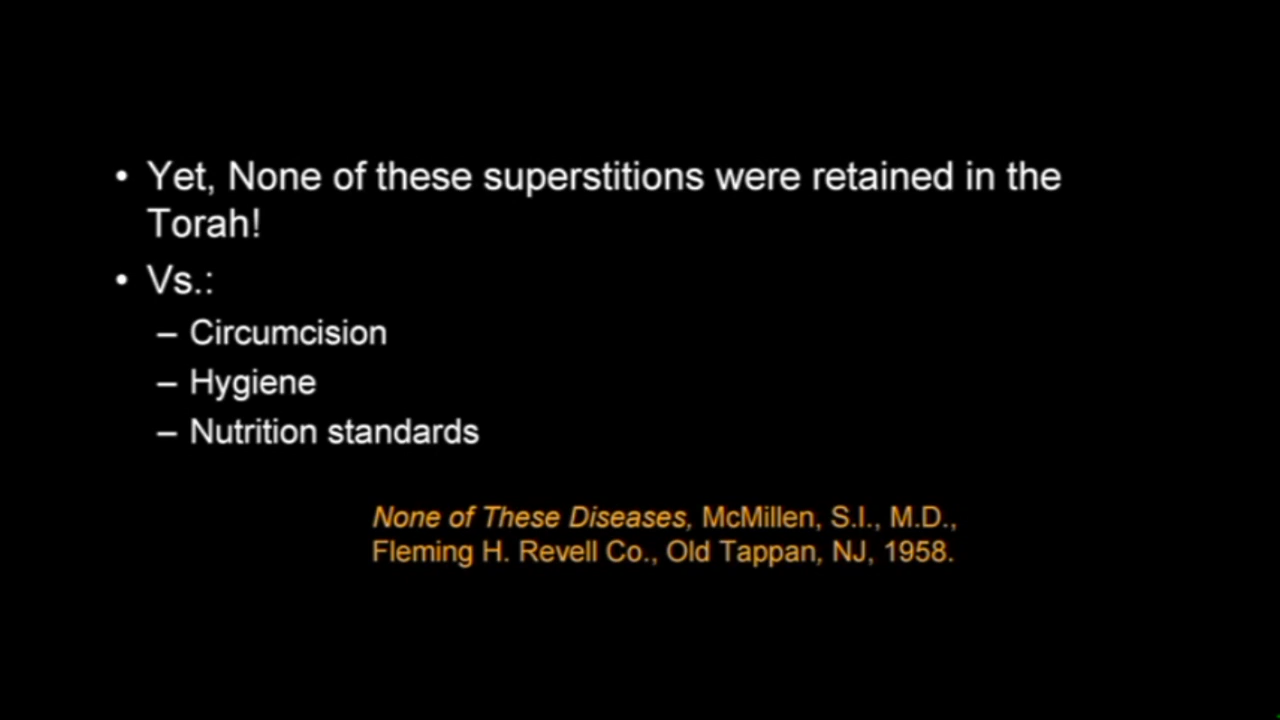 • Yet, None of these superstitions were retained in the
Torah!
• Vs.:
– Circumcision
– Hygiene
– Nutrition standards
None of These Diseases, McMillen, S.I., M.D.,
Fleming H. Revell Co., Old Tappan, NJ, 1958.